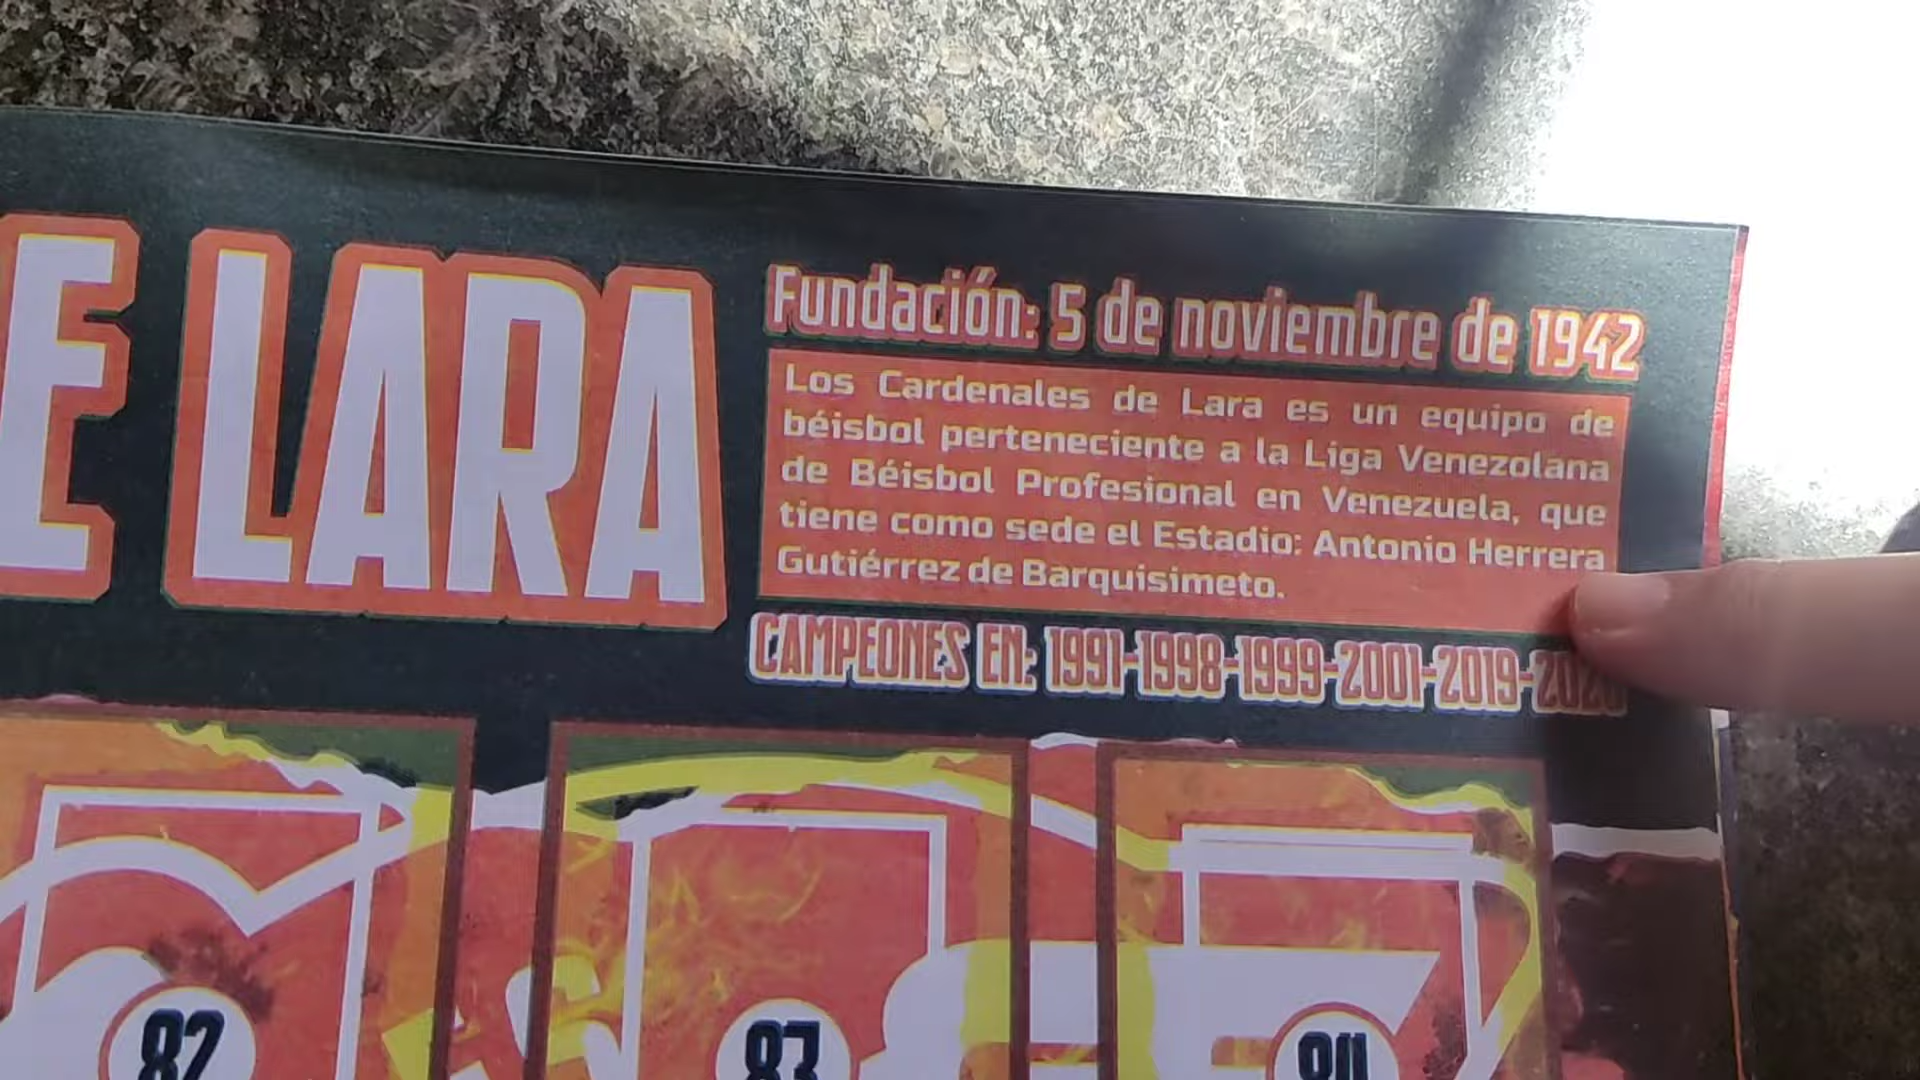 E LARA
Fundación: 5 de noviembre de 1942
Los Cardenales de Lara es un equipo de
béisbol perteneciente a la Liga Venezolana
de Béisbol Profesional en Venezuela, que
tiene como sede el Estadio: Antonio Herrera
Gutiérrez de Barquisimeto.
CAMPEONES EN: 1991-1998-1999-2001-2019-2020
82
83
84